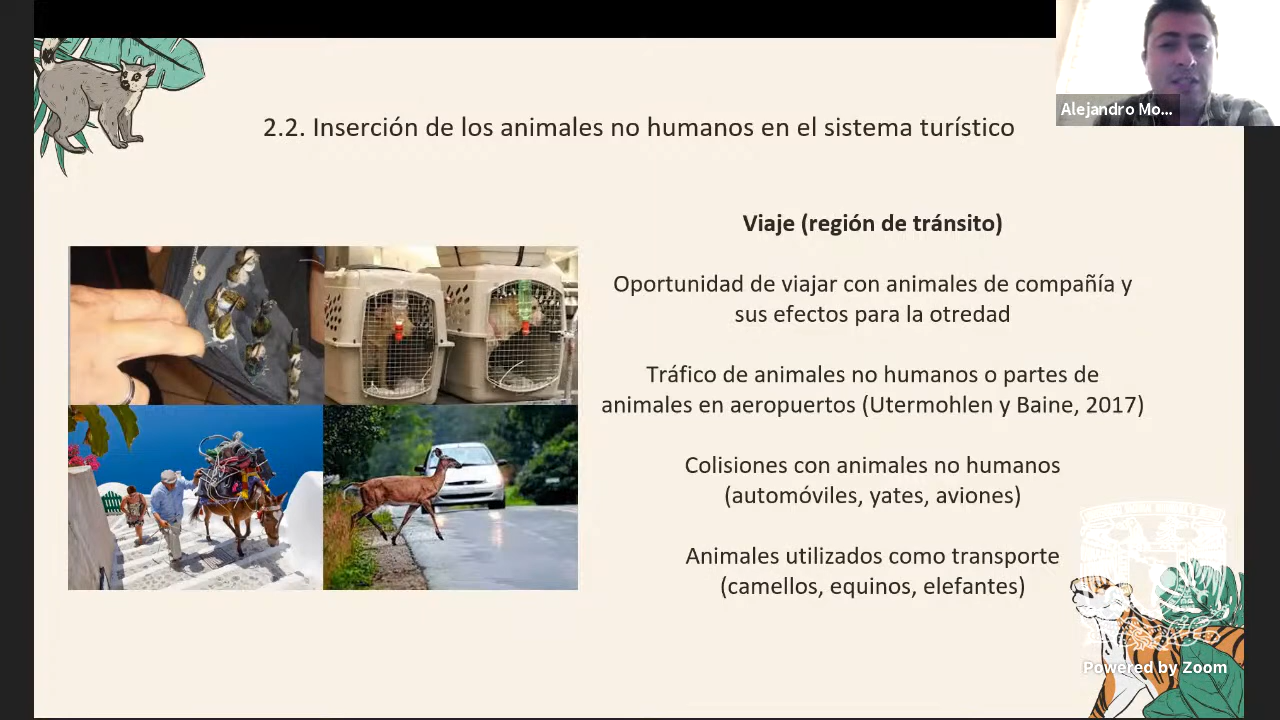 Alejandro Mo...
2.2. Inserción de los animales no humanos en el sistema turístico
Viaje (región de tránsito)
Oportunidad de viajar con animales de compañía y
sus efectos para la otredad
Tráfico de animales no humanos o partes de
animales en aeropuertos (Utermohlen y Baine, 2017)
Colisiones con animales no humanos
(automóviles, yates, aviones)
Animales utilizados como transporte
(camellos, equinos, elefantes)
Powered by Zoom